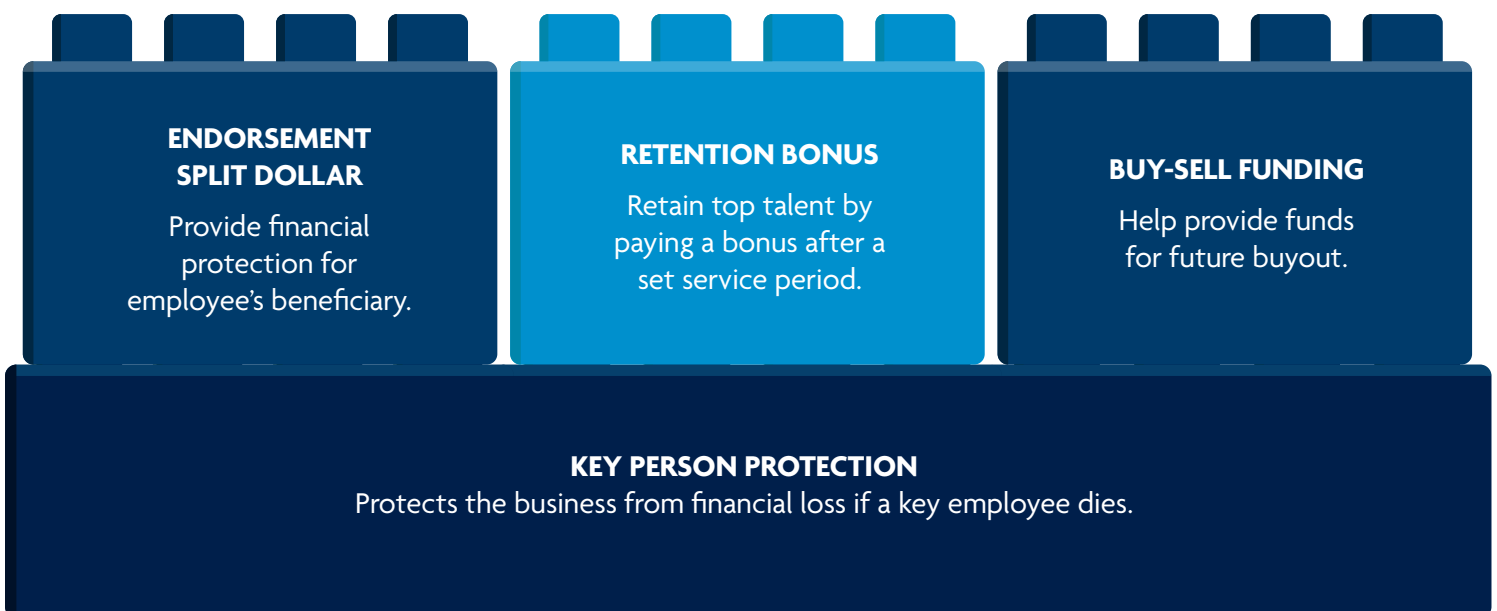 ENDORSEMENT
SPLIT DOLLAR
Provide financial
protection for
employee’s beneficiary.
RETENTION BONUS
Retain top talent by
paying a bonus after a
set service period.
BUY-SELL FUNDING
Help provide funds
for future buyout.
KEY PERSON PROTECTION
Protects the business from financial loss if a key employee dies.